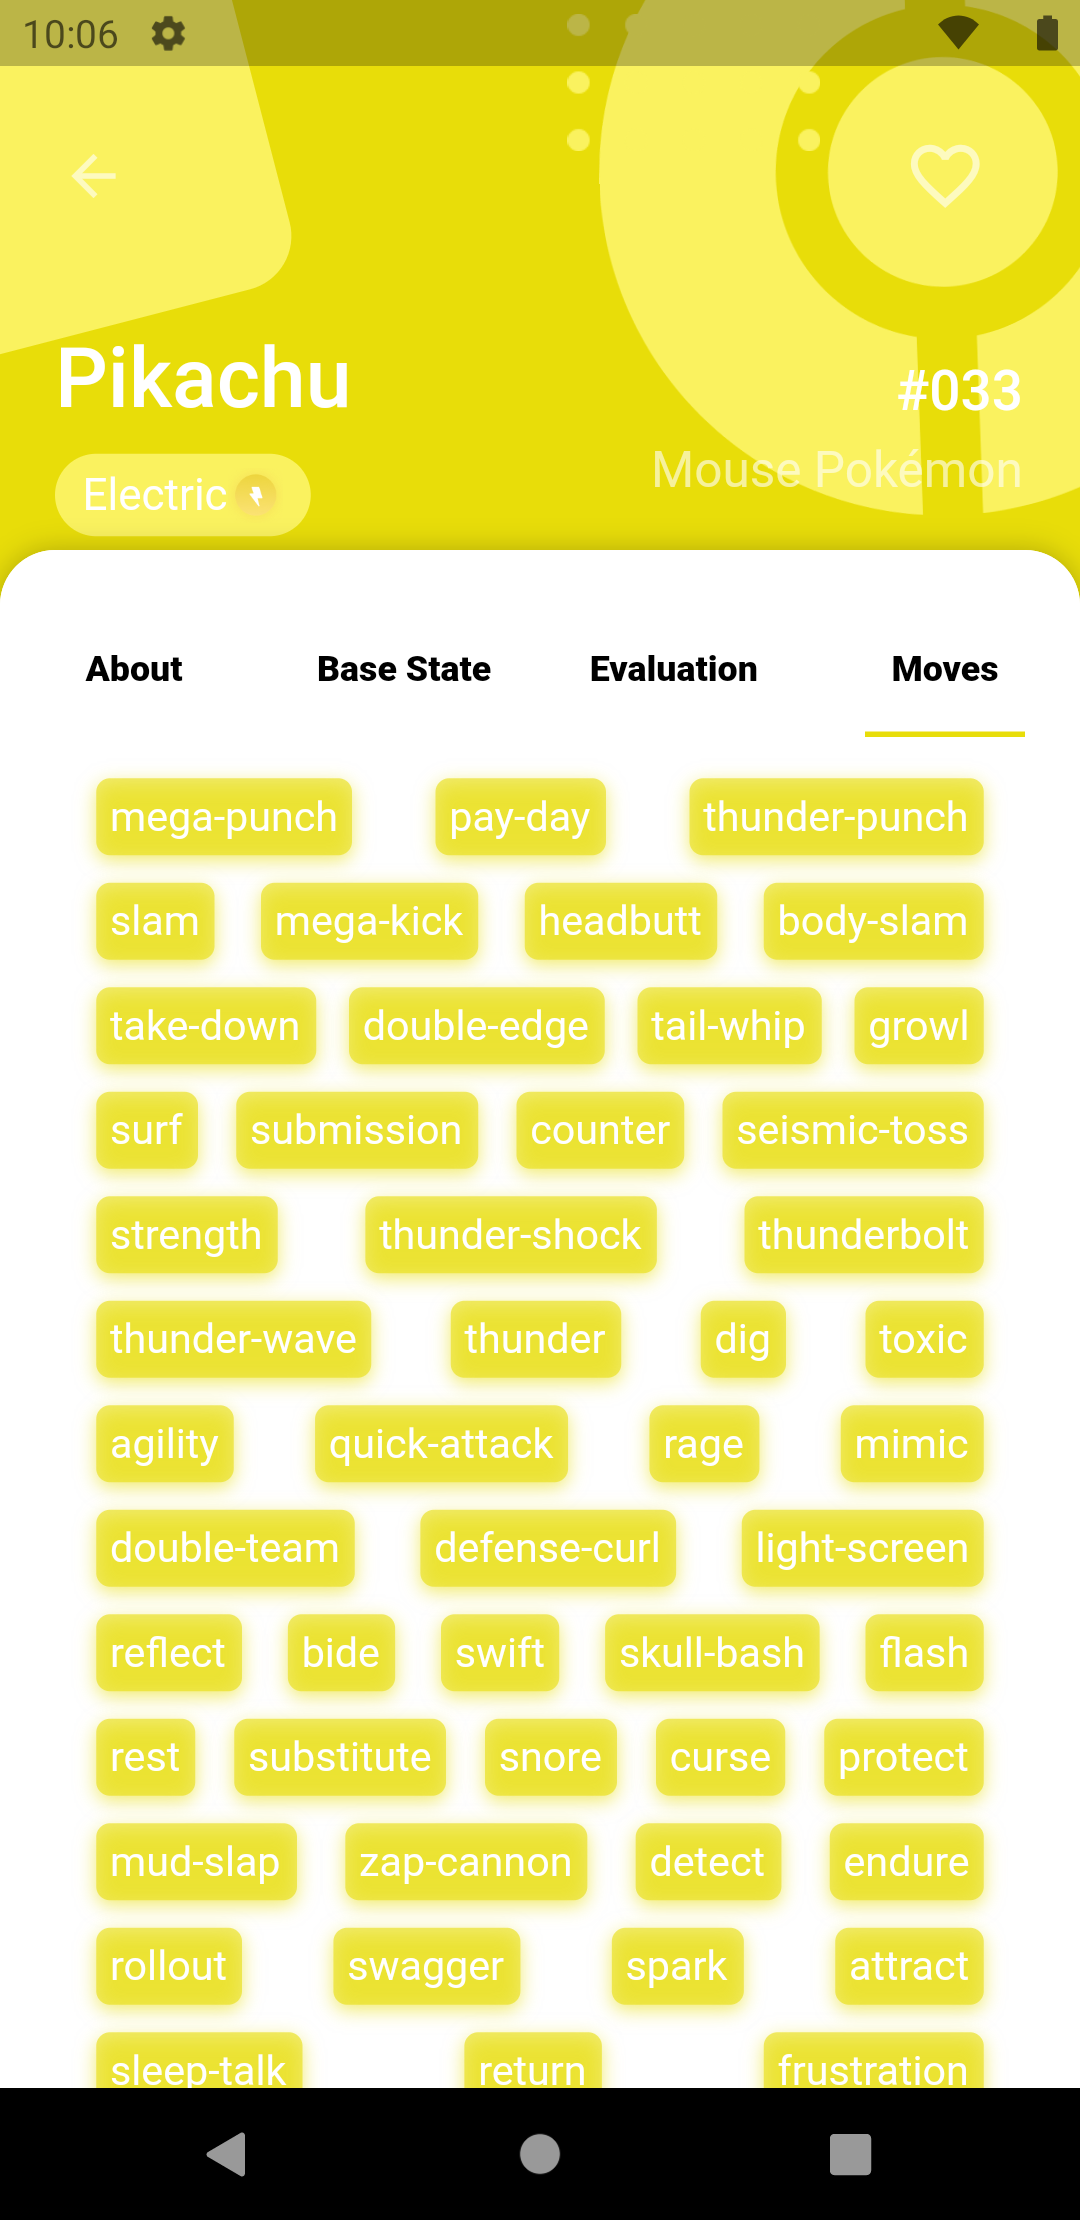 10:06
Pikachu
#033
Electric
Mouse Pokémon
About Base State Evaluation Moves
mega-punch pay-day thunder-punch
slam mega-kick headbutt body-slam
take-down double-edge tail-whip growl
surf submission counter seismic-toss
strength thunder-shock thunderbolt
thunder-wave thunder dig toxic
agility quick-attack rage mimic
double-team defense-curl light-screen
reflect bide swift skull-bash flash
rest substitute snore curse protect
mud-slap zap-cannon detect endure
rollout swagger spark attract
sleep-talk return frustration